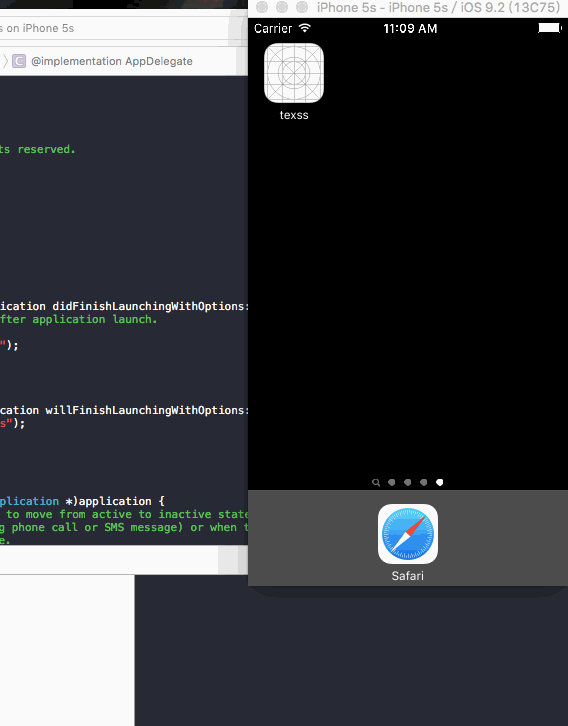 s on iPhone 5s
C @implementation AppDelegate
ts reserved.
ication didFinishLaunchingWithOptions:
fter application launch.
");
cation willFinishLaunchingWithOptions:
s");
plication *)application {
to move from active to inactive state
g phone call or SMS message) or when t
e.
iPhone 5s - iPhone 5s / iOS 9.2 (13C75)
Carrier 11:09 AM
texss
Safari